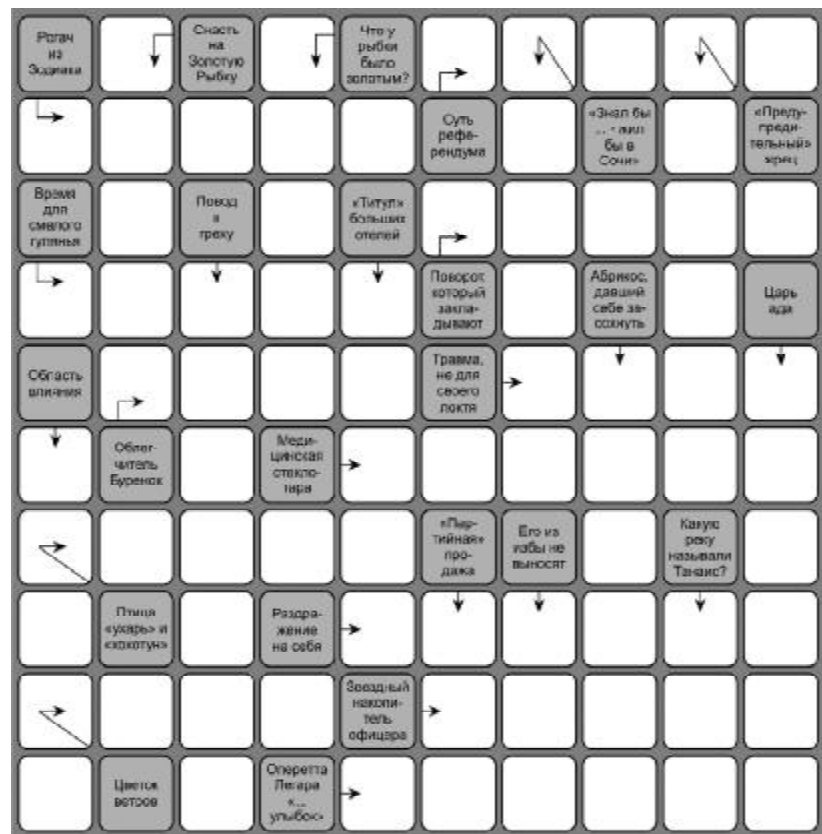 Рогач
из
Зодиака
Снасть
на
Золотую
Рыбку
Что у
рыбки
было
золотым?
Суть
рефе-
рендума
«Знал бы
... - жил
бы в
Сочи»
«Преду-
преди-
тельный»
жрец
Время
для
смелого
гулянья
Повод
к
греху
«Титул»
больших
отелей
Поворот,
который
закла-
дывают
Абрикос,
давший
себе за-
сохнуть
Царь
ада
Область
влияния
Травма,
не для
своего
локтя
Облег-
читель
Буренок
Меди-
цинская
стекло-
тара
«Пар-
тийная»
про-
дажа
Его из
избы не
выносят
Какую
реку
называли
Танаис?
Птица
«ухарь» и
«хохотун»
Раздра-
жение
на себя
Звездный
накопи-
тель
офицера
Цветок
ветров
Оперетта
Легара
«...
улыбок»